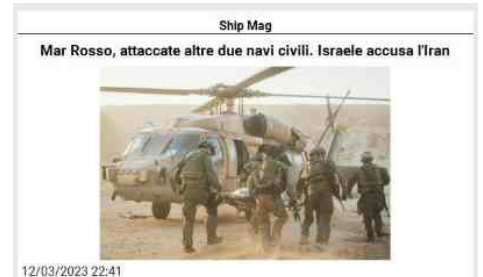 Ship Mag
Mar Rosso, attaccate altre due navi civili. Israele accusa l'Iran
12/03/2023 22:41